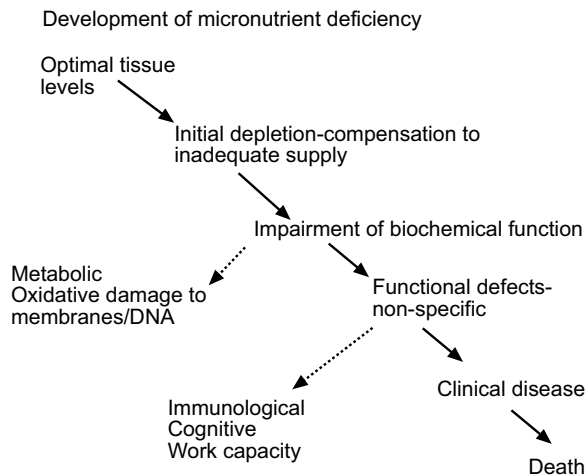 Development of micronutrient deficiency
Optimal tissue
levels
Initial depletion-compensation to
inadequate supply
Impairment of biochemical function
Metabolic
Oxidative damage to
membranes/DNA
Functional defects-
non-specific
Immunological
Cognitive
Work capacity
Clinical disease
Death